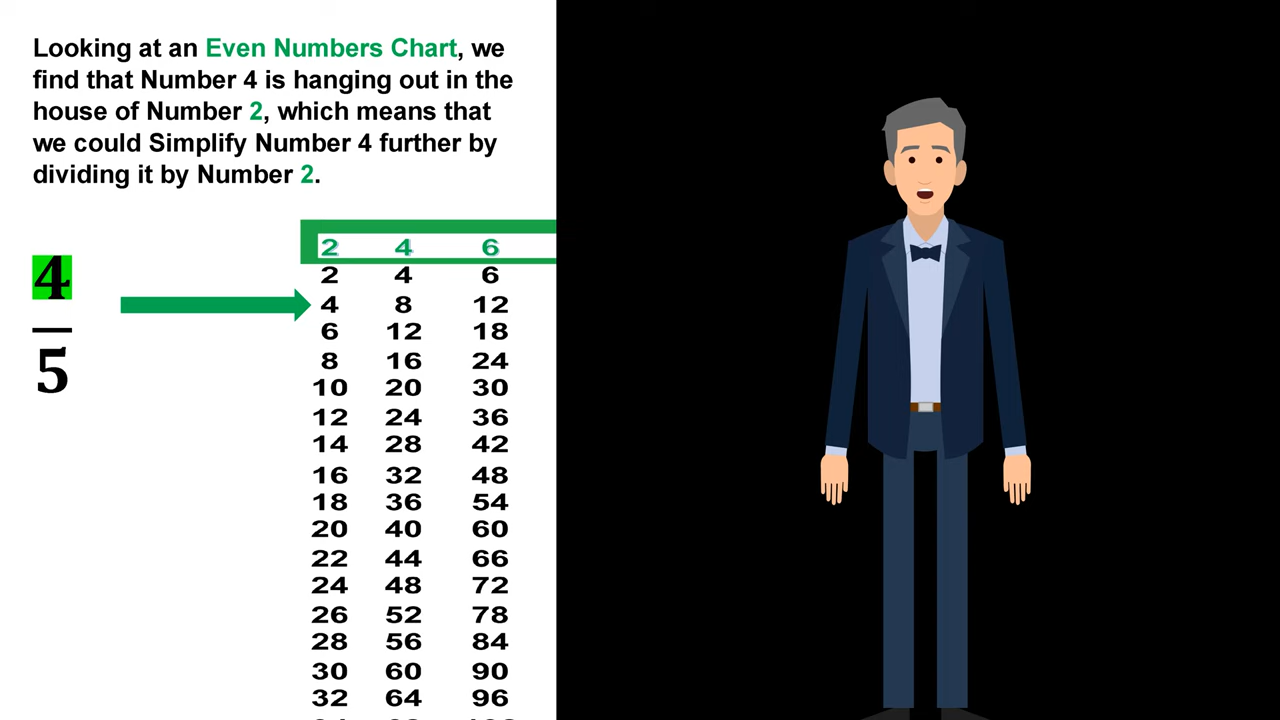 Looking at an Even Numbers Chart, we
find that Number 4 is hanging out in the
house of Number 2, which means that
we could Simplify Number 4 further by
dividing it by Number 2.
4
5
2 4 6
2 4 6
4 8 12
6 12 18
8 16 24
10 20 30
12 24 36
14 28 42
16 32 48
18 36 54
20 40 60
22 44 66
24 48 72
26 52 78
28 56 84
30 60 90
32 64 96